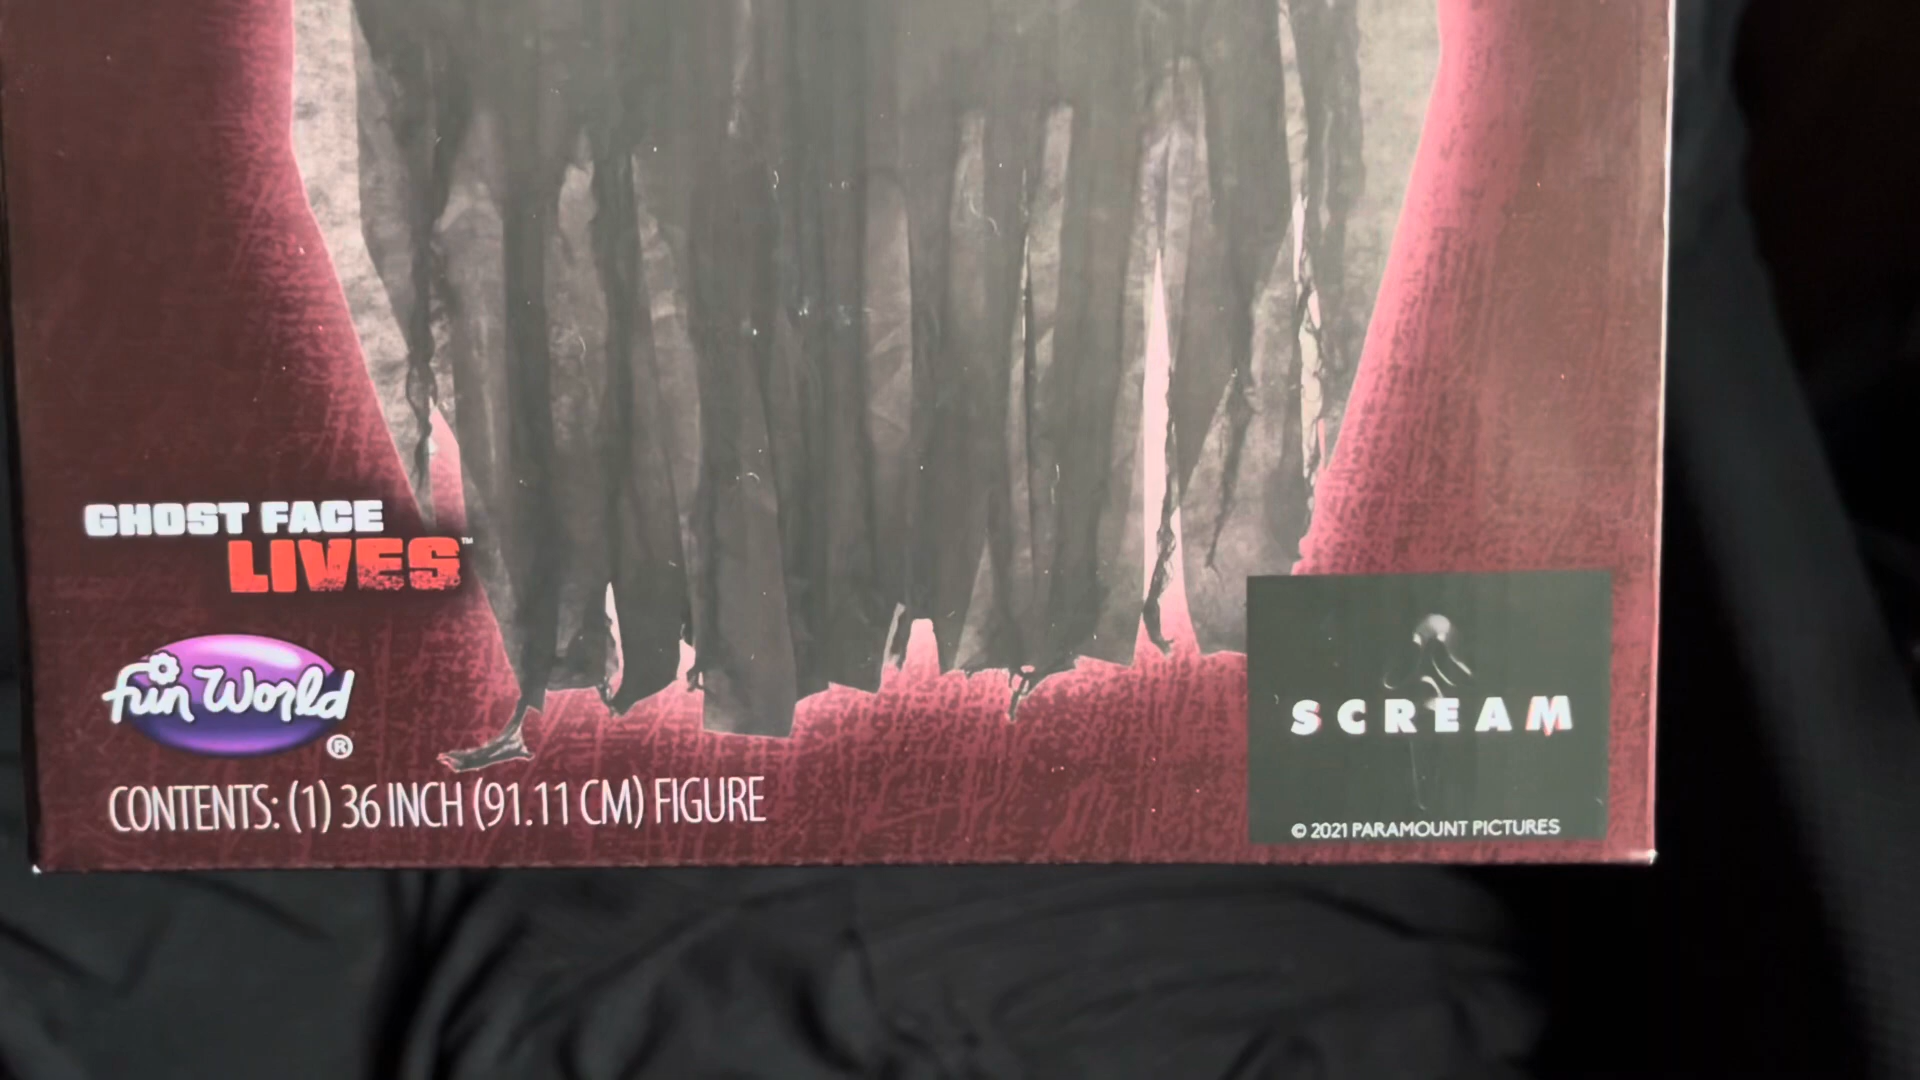 GHOST FACE
LIVES™
fun World
®
CONTENTS: (1) 36 INCH (91.11 CM) FIGURE
SCREAM
© 2021 PARAMOUNT PICTURES